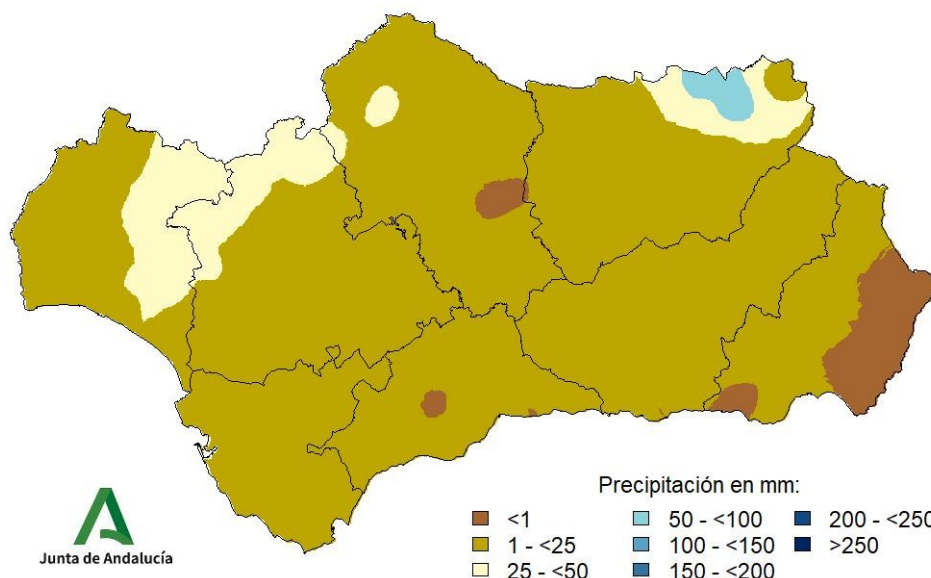 Precipitación en mm:
<1
1 - <25
25 - <50
50 - <100
100 - <150
150 - <200
200 - <250
>250
Junta de Andalucía